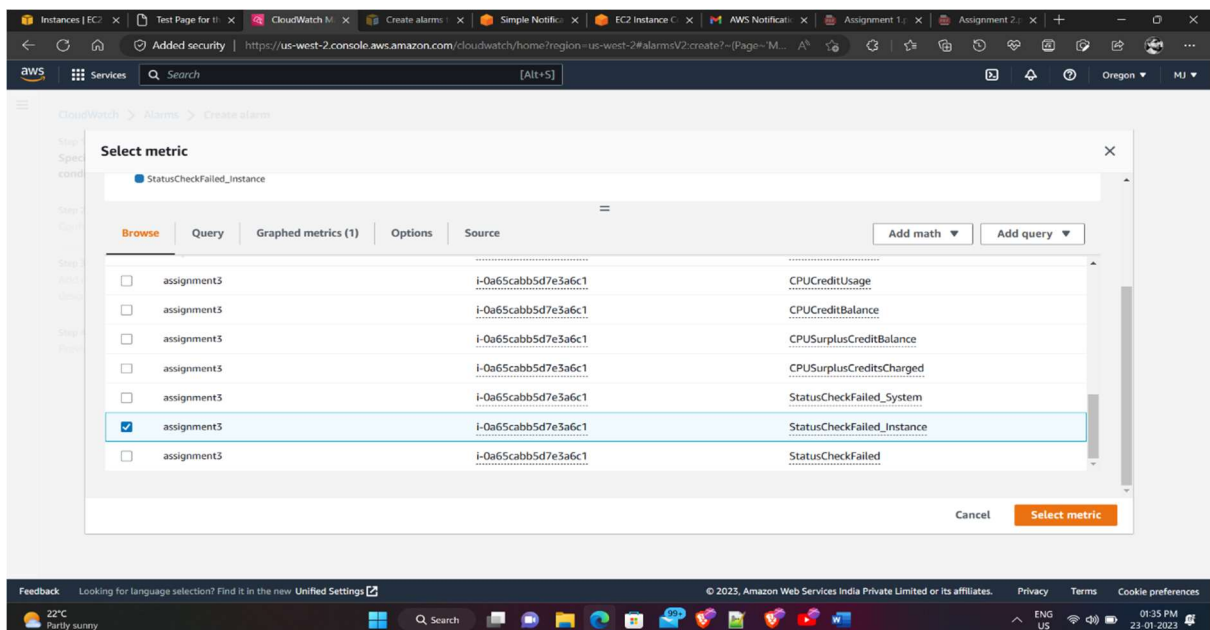 Instances | EC2
Test Page for th
CloudWatch M
Create alarms
Simple Notifica
EC2 Instance C
AWS Notificatio
Assignment 1.p
Assignment 2.p
Added security | https://us-west-2.console.aws.amazon.com/cloudwatch/home?region=us-west-2#alarmsV2:create?~(Page~'M...
aws Services Search [Alt+S] Oregon ▼ MJ ▼
CloudWatch > Alarms > Create alarm
Select metric
StatusCheckFailed_Instance
Browse Query Graphed metrics (1) Options Source Add math ▼ Add query ▼
assignment3 i-0a65cabb5d7e3a6c1 CPUCreditUsage
assignment3 i-0a65cabb5d7e3a6c1 CPUCreditBalance
assignment3 i-0a65cabb5d7e3a6c1 CPUSurplusCreditBalance
assignment3 i-0a65cabb5d7e3a6c1 CPUSurplusCreditsCharged
assignment3 i-0a65cabb5d7e3a6c1 StatusCheckFailed_System
assignment3 i-0a65cabb5d7e3a6c1 StatusCheckFailed_Instance
assignment3 i-0a65cabb5d7e3a6c1 StatusCheckFailed
Cancel Select metric
Feedback Looking for language selection? Find it in the new Unified Settings © 2023, Amazon Web Services India Private Limited or its affiliates. Privacy Terms Cookie preferences
22°C
Partly sunny
Search
99+
ENG
US
01:35 PM
23-01-2023